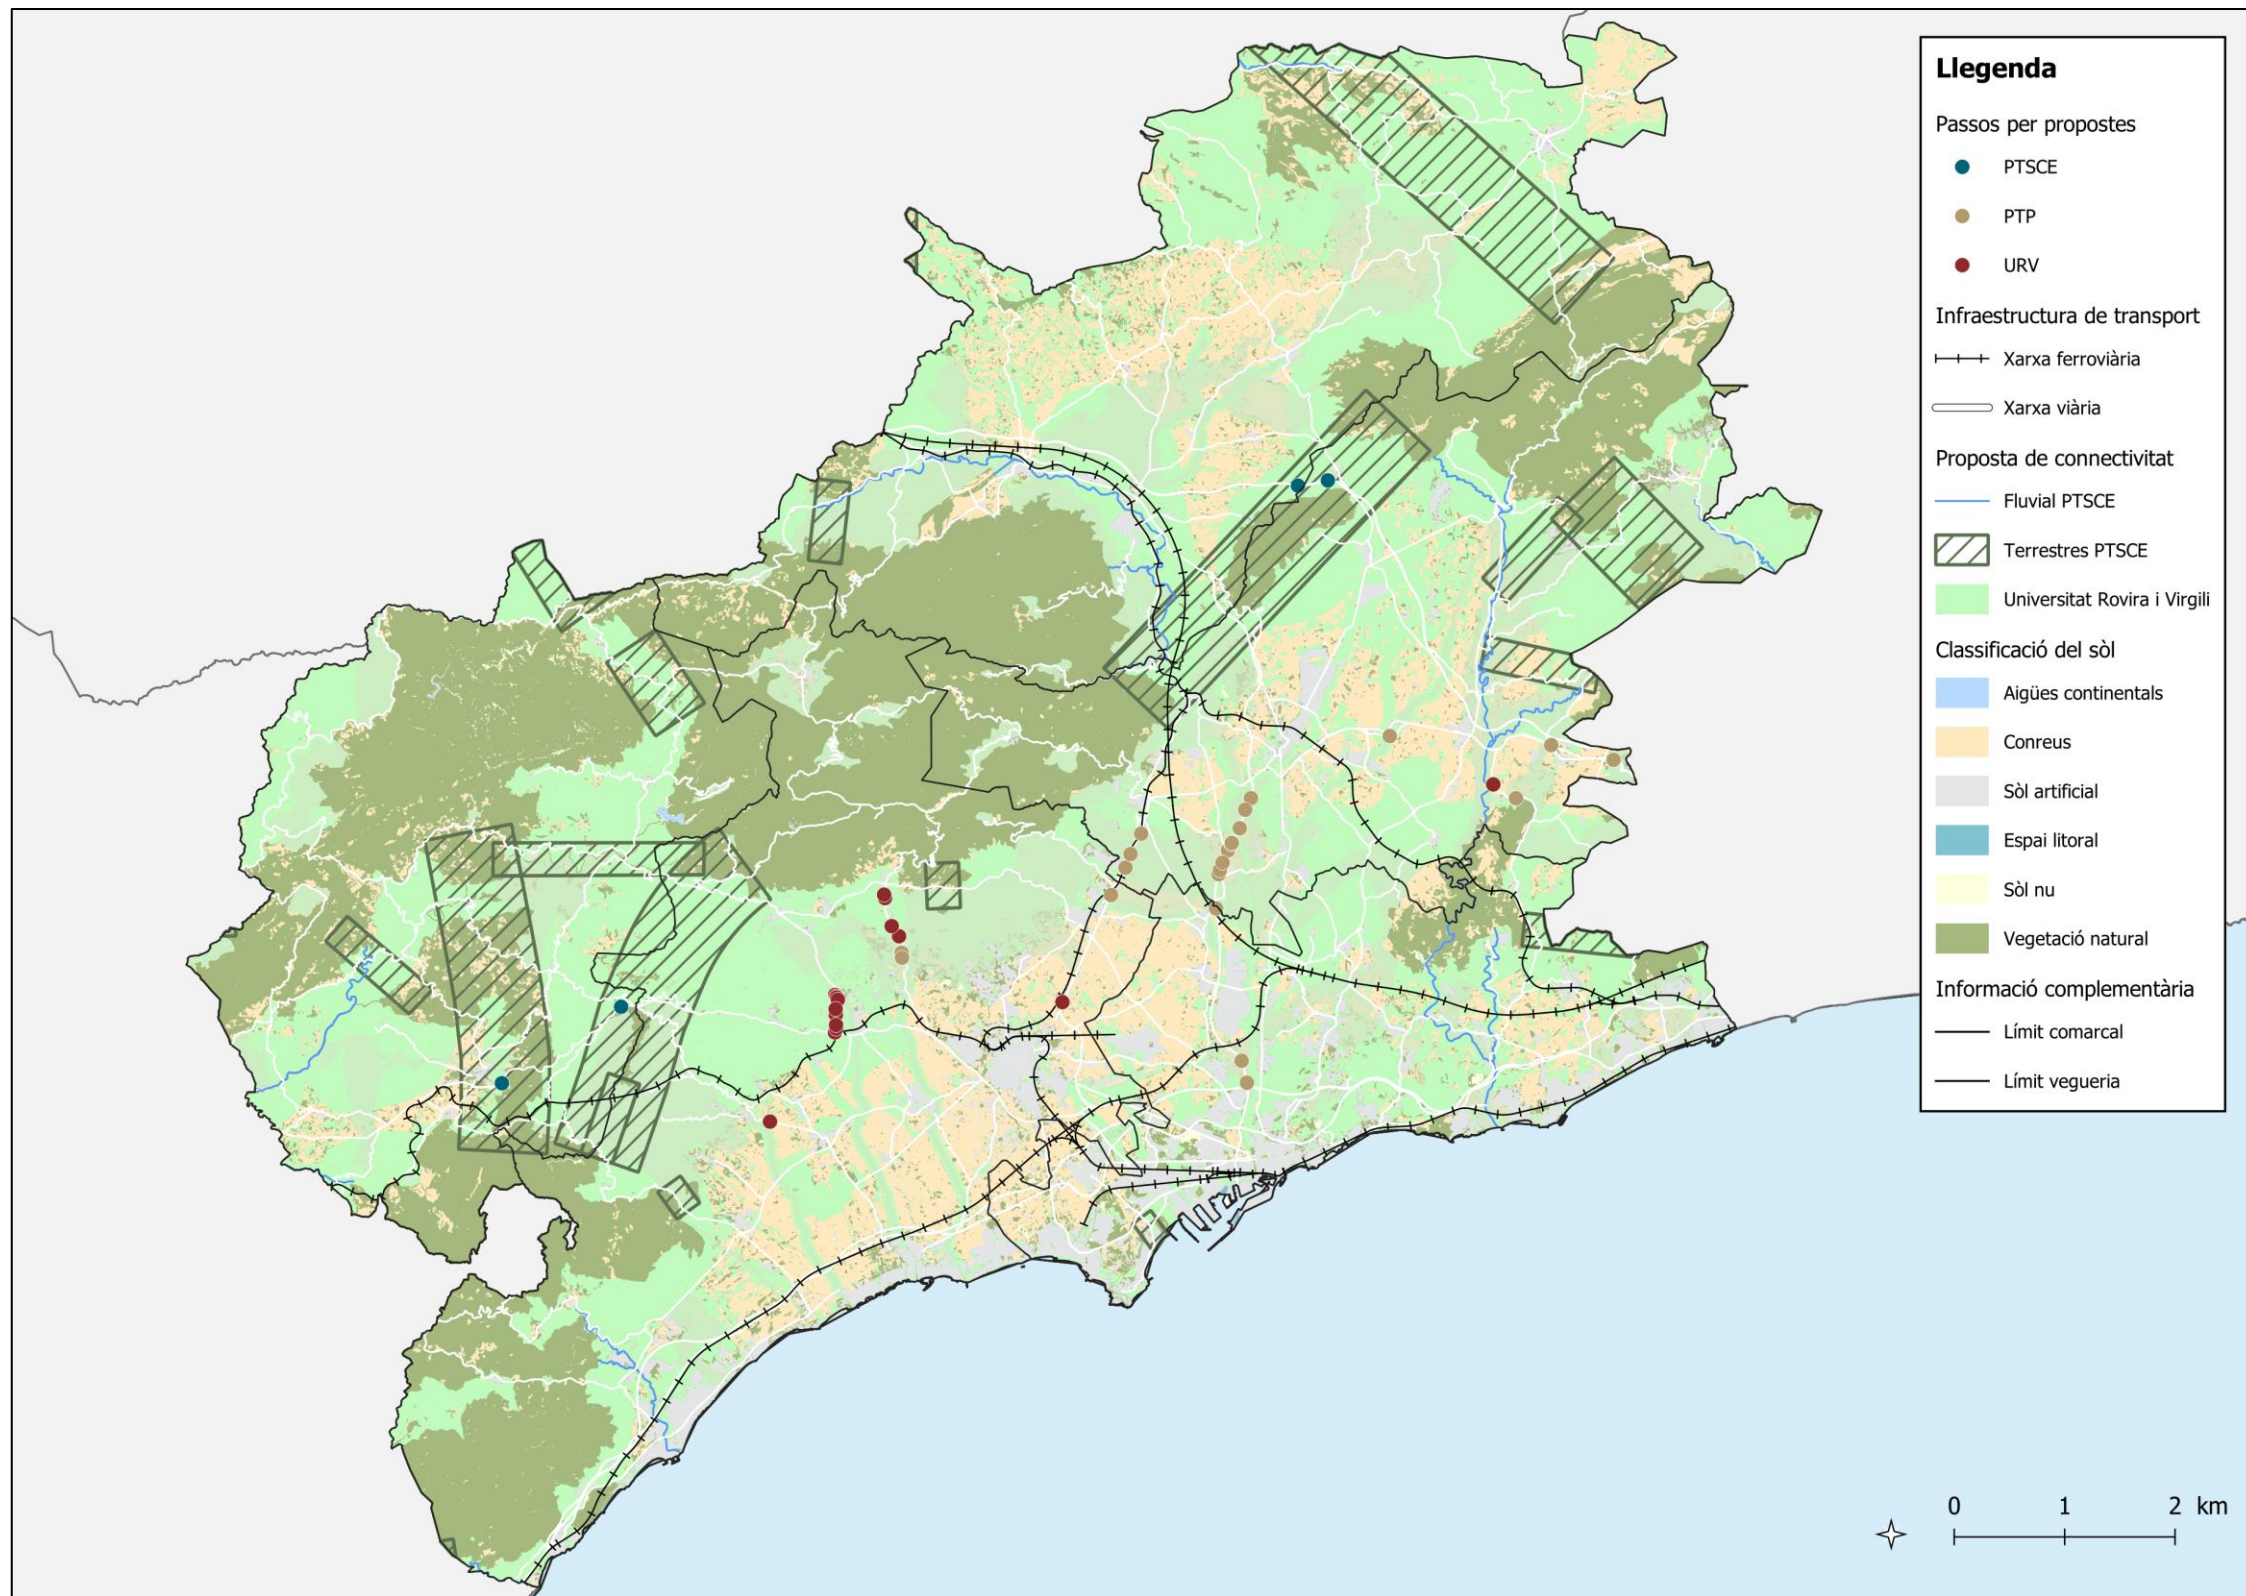 Llegenda
Passos per propostes
PTSCE
PTP
URV
Infraestructura de transport
Xarxa ferroviària
Xarxa viària
Proposta de connectivitat
Fluvial PTSCE
Terrestres PTSCE
Universitat Rovira i Virgili
Classificació del sòl
Aigües continentals
Conreus
Sòl artificial
Espai litoral
Sòl nu
Vegetació natural
Informació complementària
Límit comarcal
Límit vegueria
0 1 2 km